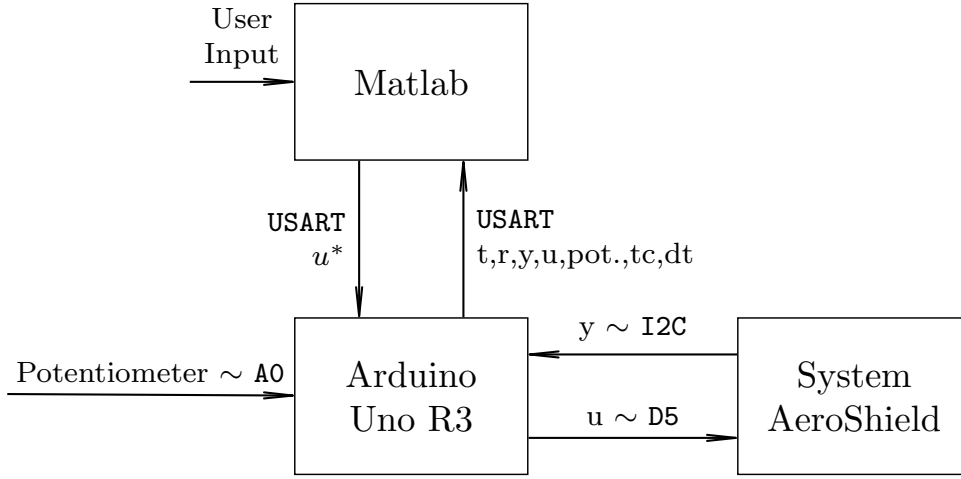 User
Input
Matlab
USART
u*
USART
t,r,y,u,pot.,tc,dt
Potentiometer ∼ A0
Arduino
Uno R3
y ∼ I2C
u ∼ D5
System
AeroShield